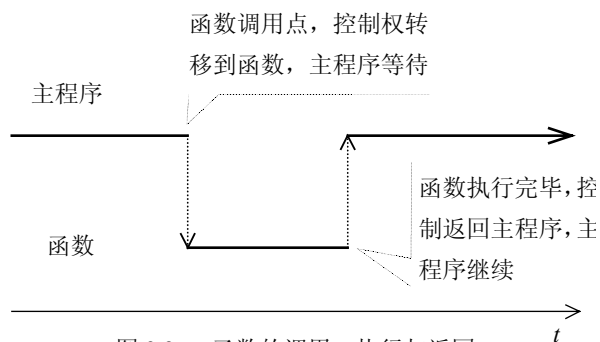 函数调用点，控制权转
移到函数，主程序等待
主程序
函数执行完毕，控
制返回主程序，主
程序继续
函数
t